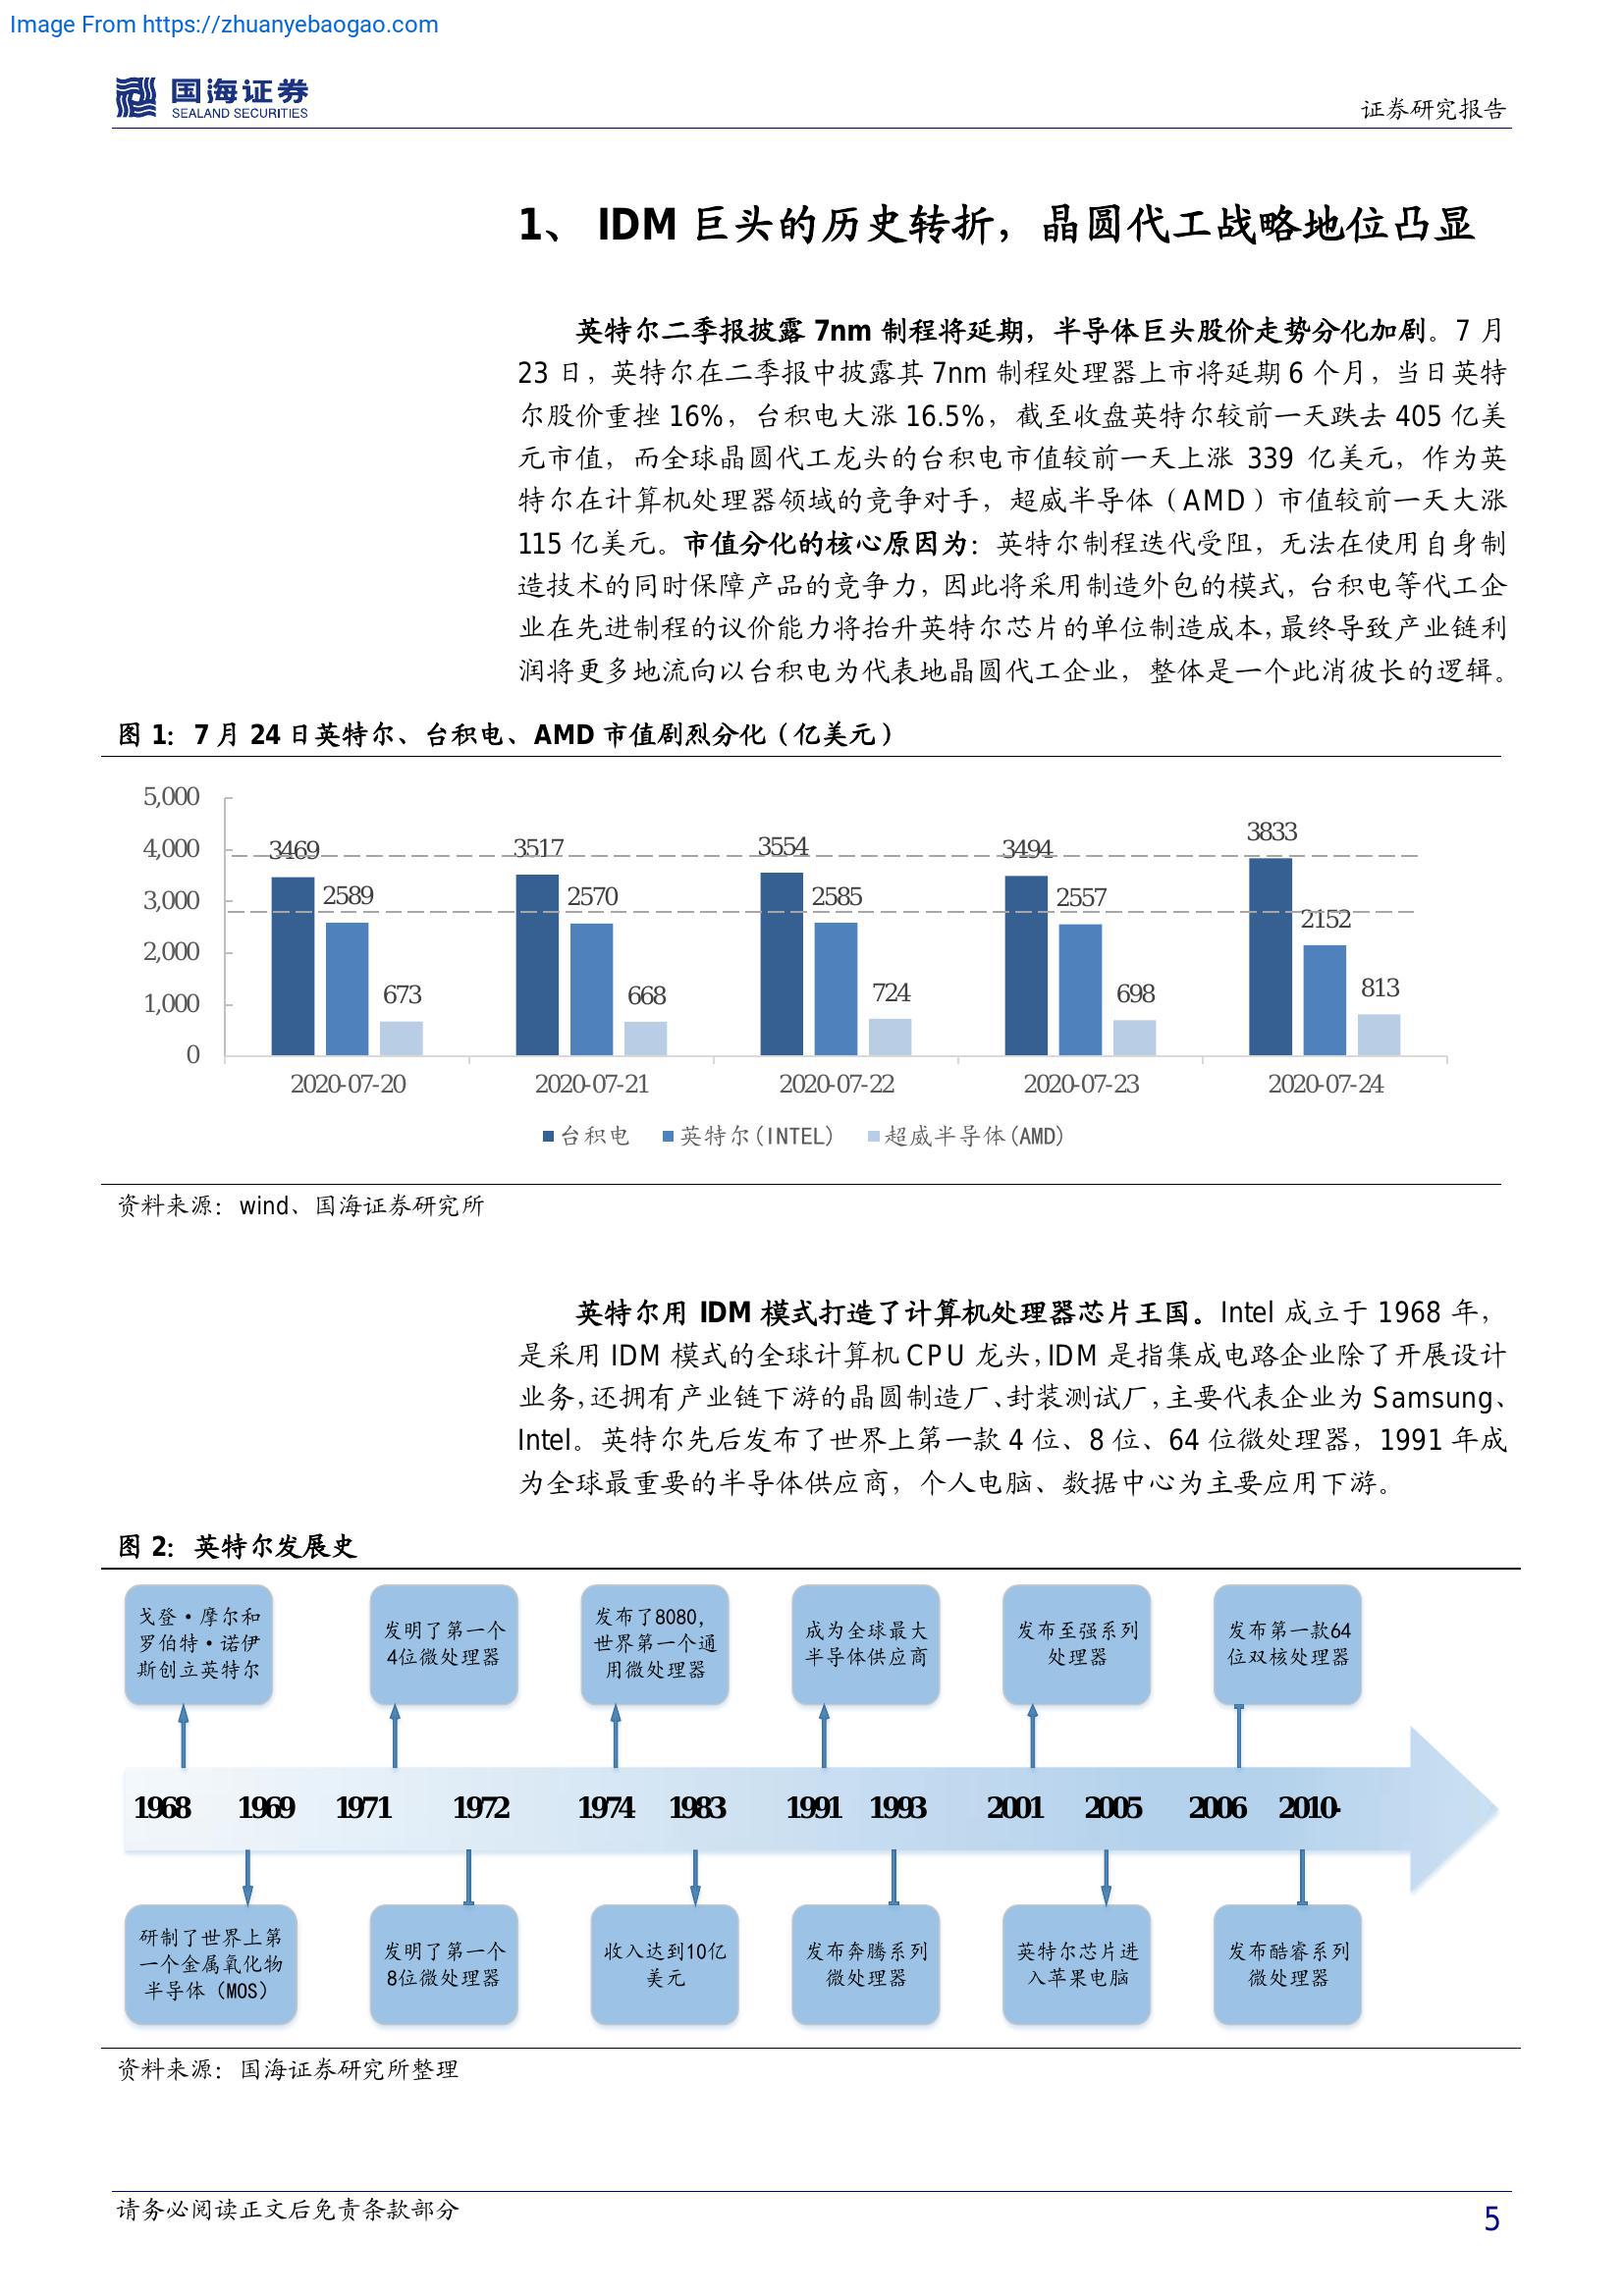 Image From https://zhuanyebaogao.com
国海证券
SEALAND SECURITIES
证券研究报告
1、 IDM 巨头的历史转折，晶圆代工战略地位凸显
英特尔二季报披露 7nm 制程将延期，半导体巨头股价走势分化加剧。7 月
23 日，英特尔在二季报中披露其 7nm 制程处理器上市将延期 6 个月，当日英特
尔股价重挫 16%，台积电大涨 16.5%，截至收盘英特尔较前一天跌去 405 亿美
元市值，而全球晶圆代工龙头的台积电市值较前一天上涨 339 亿美元，作为英
特尔在计算机处理器领域的竞争对手，超威半导体（AMD）市值较前一天大涨
115 亿美元。市值分化的核心原因为：英特尔制程迭代受阻，无法在使用自身制
造技术的同时保障产品的竞争力，因此将采用制造外包的模式，台积电等代工企
业在先进制程的议价能力将抬升英特尔芯片的单位制造成本，最终导致产业链利
润将更多地流向以台积电为代表地晶圆代工企业，整体是一个此消彼长的逻辑。
图 1：7 月 24 日英特尔、台积电、AMD 市值剧烈分化（亿美元）
5,000
4,000
3,000
2,000
1,000
0
3469
2589
673
3517
2570
668
3554
2585
724
3494
2557
698
3833
2152
813
2020-07-20
2020-07-21
2020-07-22
2020-07-23
2020-07-24
台积电 英特尔(INTEL) 超威半导体(AMD)
资料来源：wind、国海证券研究所
英特尔用 IDM 模式打造了计算机处理器芯片王国。Intel 成立于 1968 年，
是采用 IDM 模式的全球计算机 CPU 龙头，IDM 是指集成电路企业除了开展设计
业务，还拥有产业链下游的晶圆制造厂、封装测试厂，主要代表企业为 Samsung、
Intel。英特尔先后发布了世界上第一款 4 位、8 位、64 位微处理器，1991 年成
为全球最重要的半导体供应商，个人电脑、数据中心为主要应用下游。
图 2：英特尔发展史
戈登·摩尔和
罗伯特·诺伊
斯创立英特尔
发明了第一个
4位微处理器
发布了8080，
世界第一个通
用微处理器
成为全球最大
半导体供应商
发布至强系列
处理器
发布第一款64
位双核处理器
1968 1969 1971 1972 1974 1983 1991 1993 2001 2005 2006 2010-
研制了世界上第
一个金属氧化物
半导体（MOS）
发明了第一个
8位微处理器
收入达到10亿
美元
发布奔腾系列
微处理器
英特尔芯片进
入苹果电脑
发布酷睿系列
微处理器
资料来源：国海证券研究所整理
请务必阅读正文后免责条款部分
5